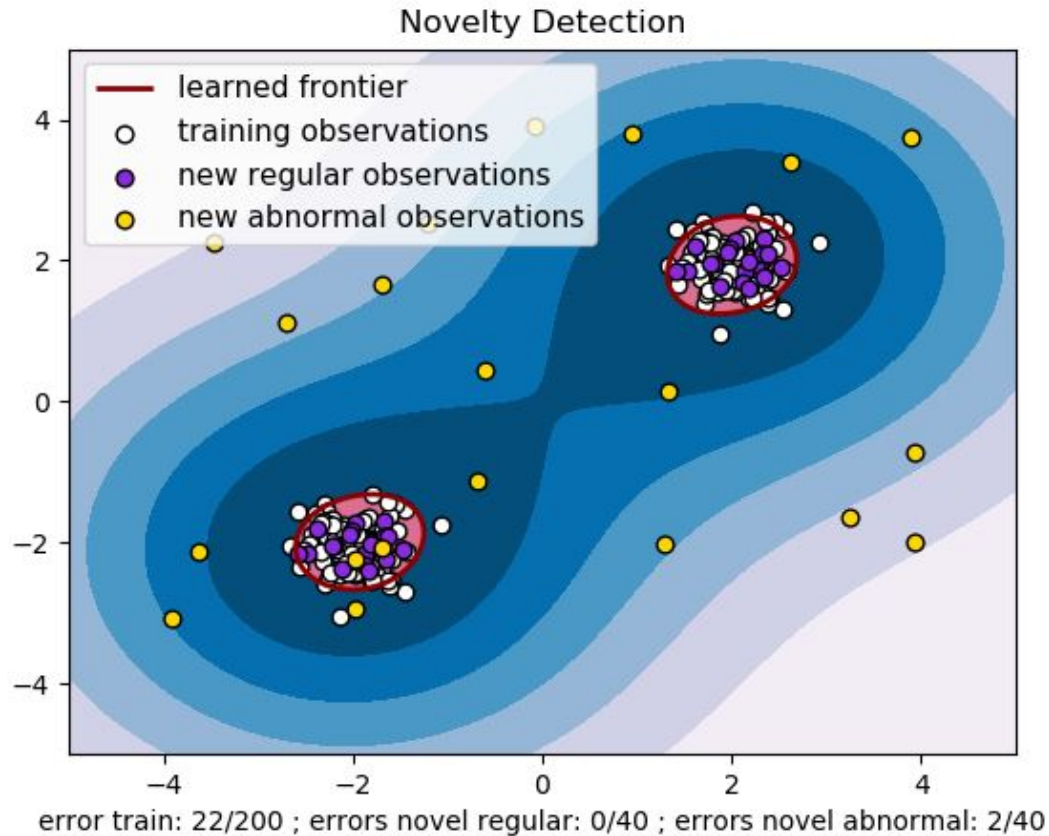 Novelty Detection
learned frontier
training observations
new regular observations
new abnormal observations
4
2
0
−2
−4
−4
−2
0
2
4
error train: 22/200 ; errors novel regular: 0/40 ; errors novel abnormal: 2/40